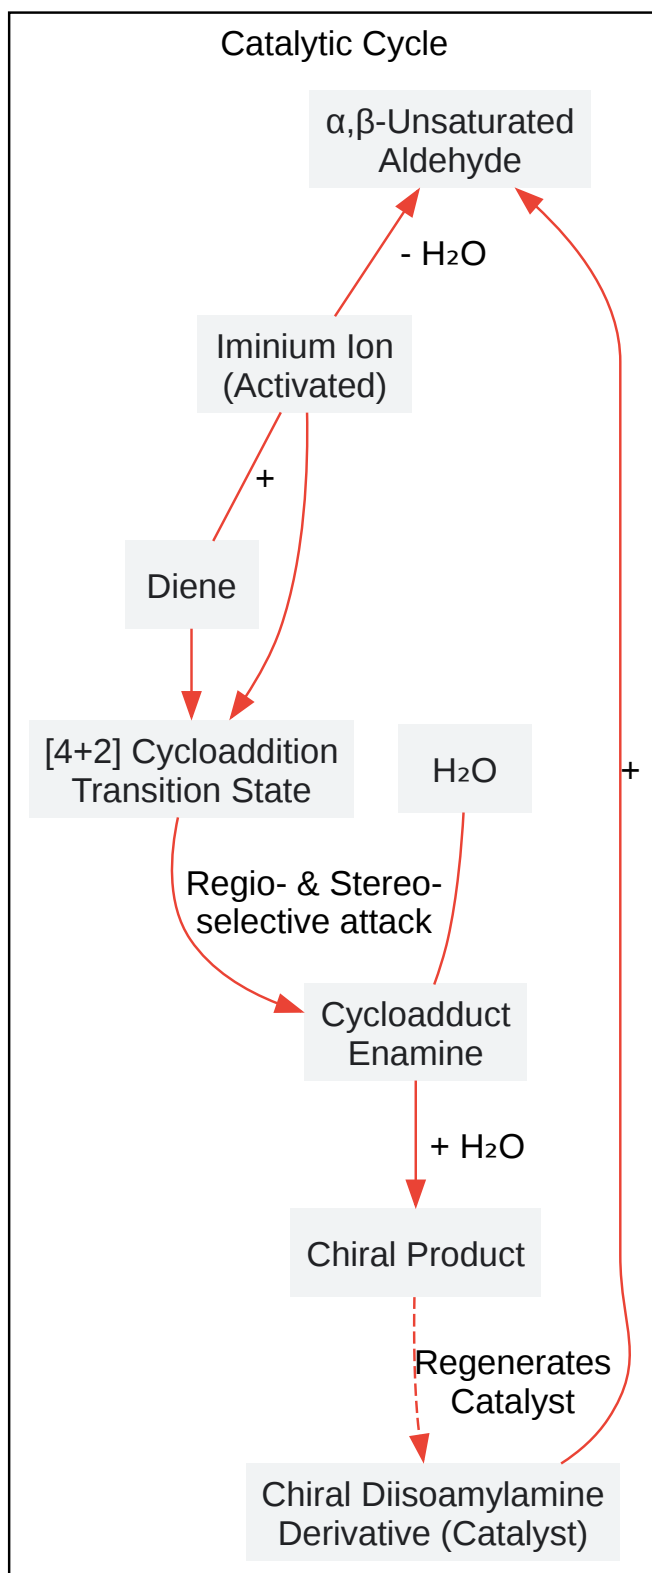 Catalytic Cycle
α,β-Unsaturated
Aldehyde
- H₂O
Iminium Ion
(Activated)
+
Diene
[4+2] Cycloaddition
Transition State
H₂O
+
Regio- & Stereo-
selective attack
Cycloadduct
Enamine
+ H₂O
Chiral Product
Regenerates
Catalyst
Chiral Diisoamylamine
Derivative (Catalyst)